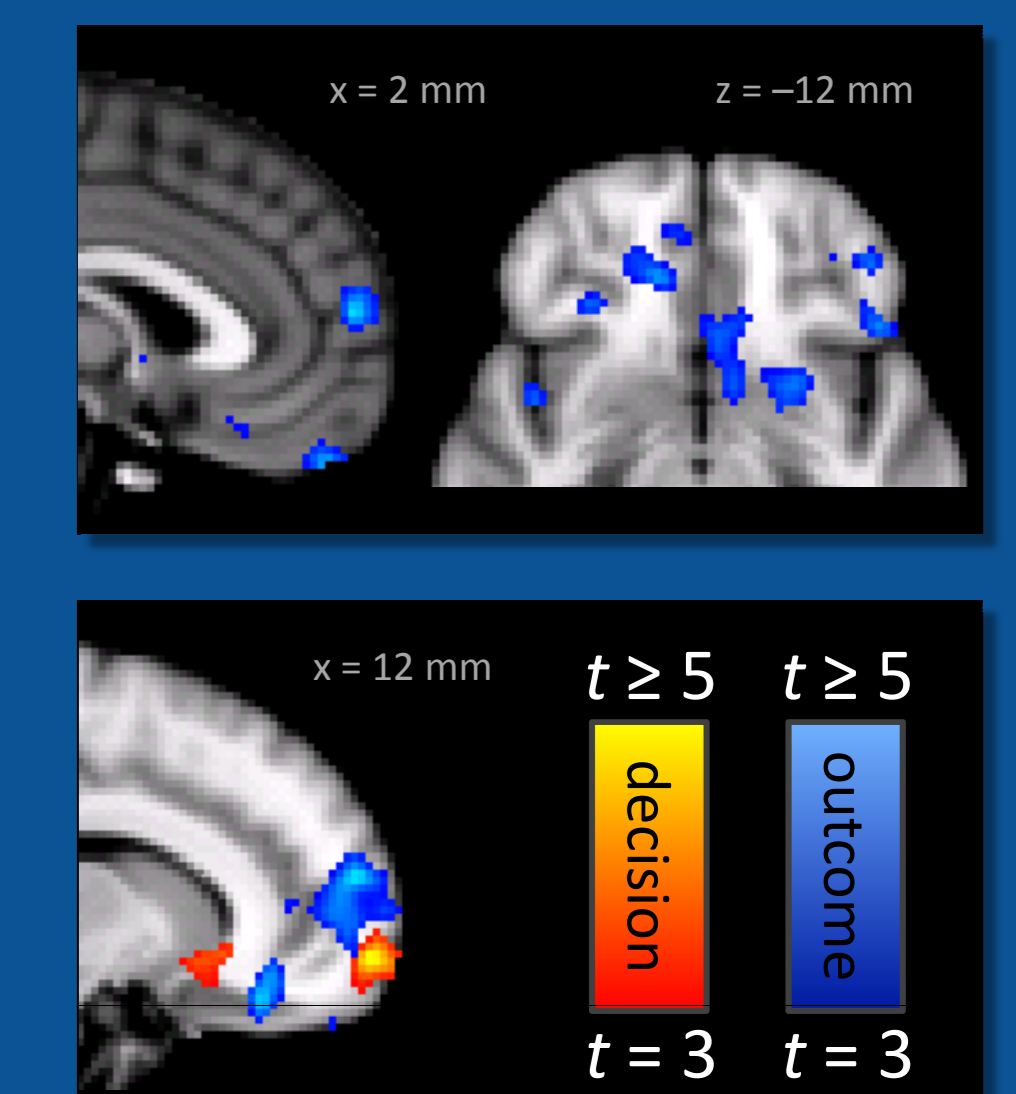 x = 2 mm
z = –12 mm
x = 12 mm
t ≥ 5
t ≥ 5
decision
outcome
t = 3
t = 3